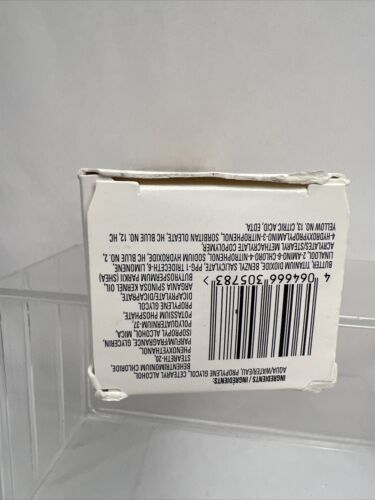 INGREDIENTS INGREDIENTS:
AQUA/WATER/EAU, PROPYLENE GLYCOL, CETEARYL ALCOHOL,
BEHENTRIMONIUM CHLORIDE,
STEARETH-20,
PHENOXYETHANOL,
PARFUM/FRAGRANCE, GLYCERIN,
ISOPROPYL ALCOHOL, MICA,
POLYQUATERNIUM-37,
POTASSIUM PHOSPHATE,
PROPYLENE GLYCOL
DICAPRYLATE/DICAPRATE,
ARGANIA SPINOSA KERNEL OIL,
BUTYROSPERMUM PARKII (SHEA)
BUTTER, TITANIUM DIOXIDE, BENZYL SALICYLATE, PPG-1 TRIDECETH-6, LIMONENE,
LINALOOL, 2-AMINO-6-CHLORO-4-NITROPHENOL, SODIUM HYDROXIDE, HC BLUE NO. 2,
ACRYLATES/STEARETH METHACRYLATE COPOLYMER,
4-HYDROXYPROPYLAMINO-3-NITROPHENOL, SORBITAN OLEATE, HC BLUE NO. 12, HC
YELLOW NO. 13, CITRIC ACID, EDTA
4 064666 305783 >